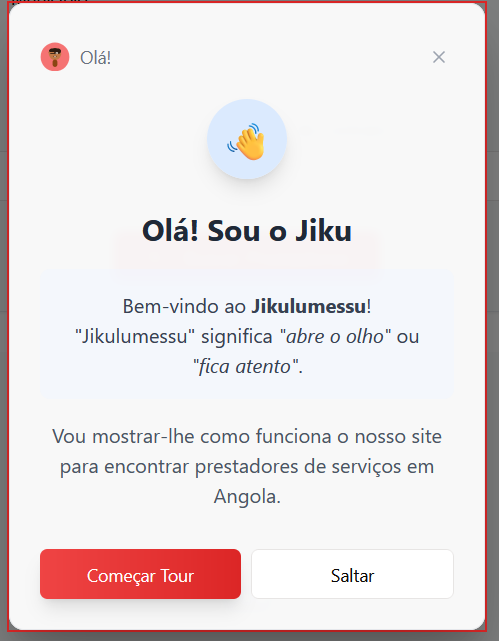 Olá!
Olá! Sou o Jiku
Bem-vindo ao Jikulumessu!
"Jikulumessu" significa "abre o olho" ou
"fica atento".
Vou mostrar-lhe como funciona o nosso site
para encontrar prestadores de serviços em
Angola.
Começar Tour
Saltar